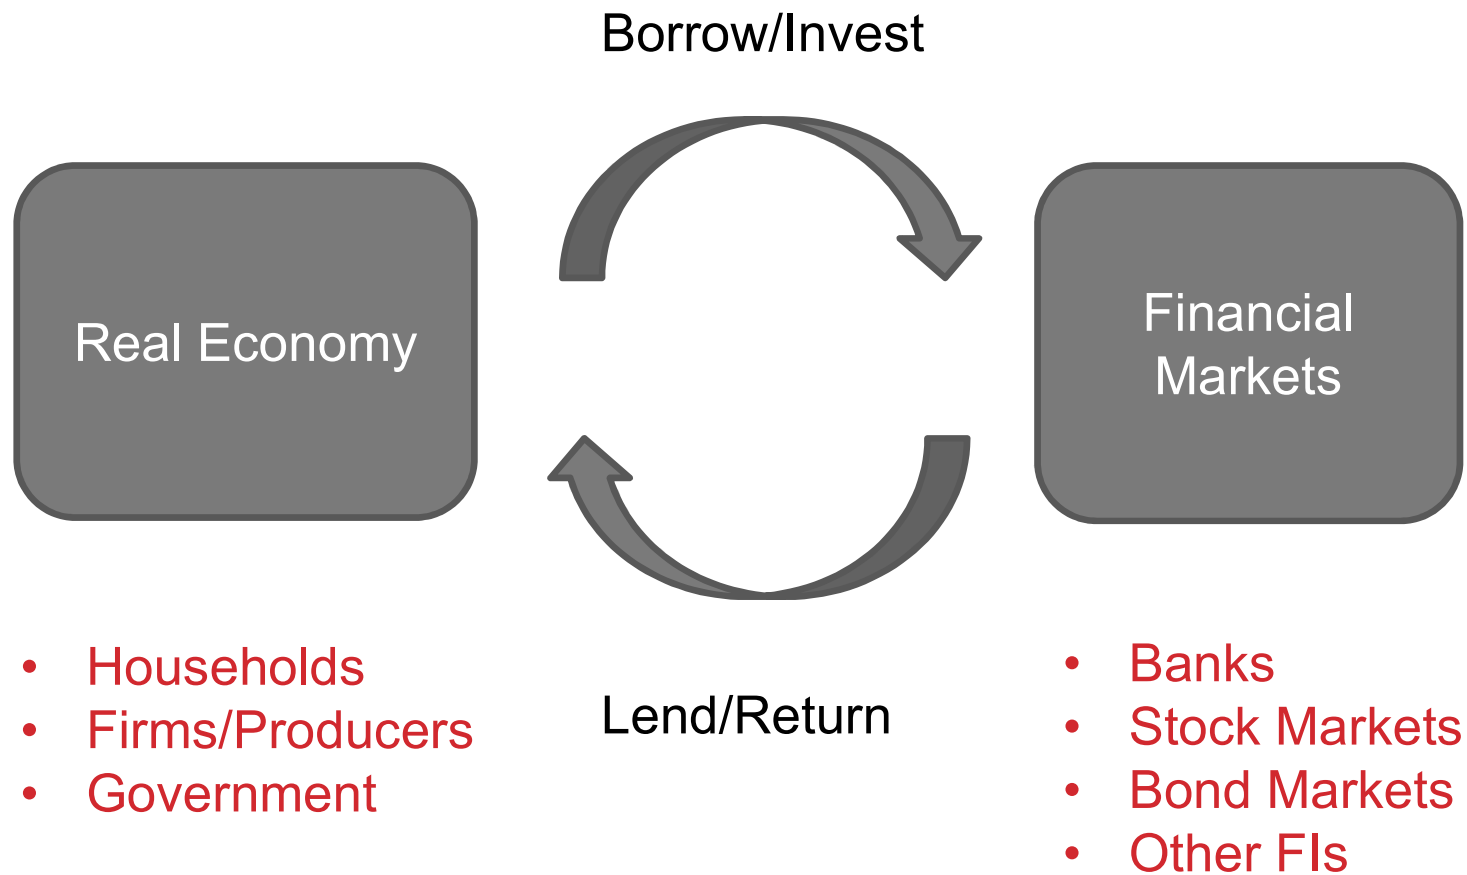 Borrow/Invest
Real Economy
Financial
Markets
• Households
• Firms/Producers
• Government
Lend/Return
• Banks
• Stock Markets
• Bond Markets
• Other FIs